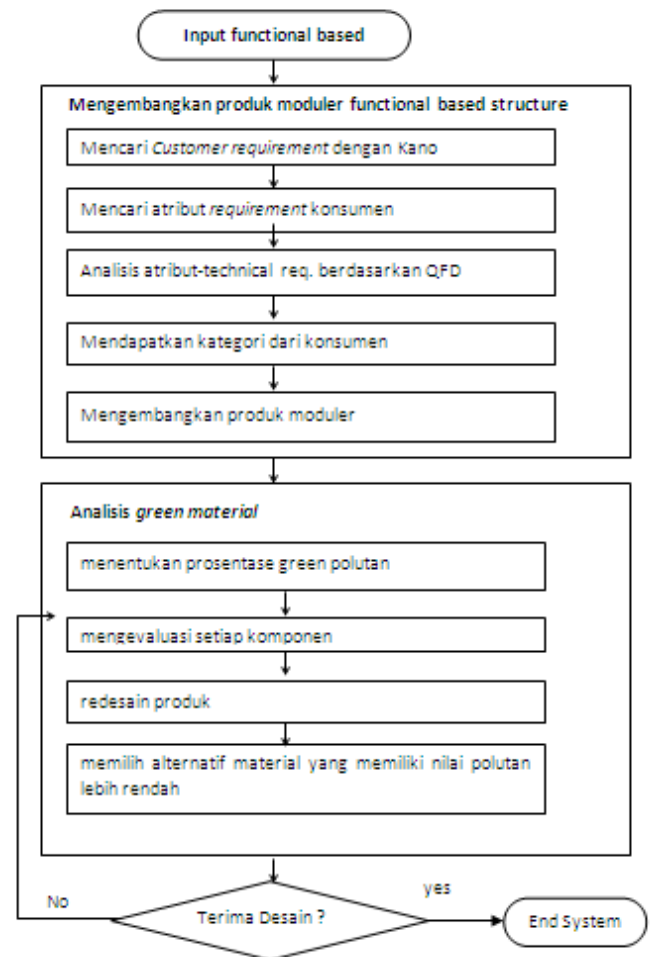 Input functional based
Mengembangkan produk moduler functional based structure
Mencari Customer requirement dengan Kano
Mencari atribut requirement konsumen
Analisis atribut-technical req. berdasarkan QFD
Mendapatkan kategori dari konsumen
Mengembangkan produk moduler
Analisis green material
menentukan prosentase green polutan
mengevaluasi setiap komponen
redesain produk
memilih alternatif material yang memiliki nilai polutan
lebih rendah
No
yes
Terima Desain ?
End System